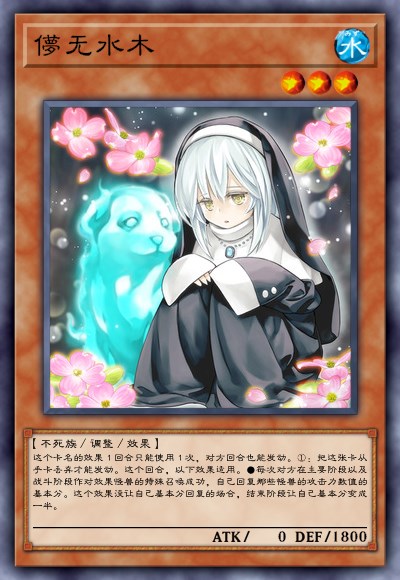 儚无水木
水
【不死族／调整／效果】
这个卡名的效果1回合只能使用1次，对方回合也能发动。①：把这张卡从
手卡丢弃才能发动。这个回合，以下效果适用。●每次对方在主要阶段以及
战斗阶段作对效果怪兽的特殊召唤成功，自己回复那些怪兽的攻击力数值的
基本分。这个效果没让自己基本分回复的场合，结束阶段让自己基本分变成
一半。
ATK/ 0 DEF/1800